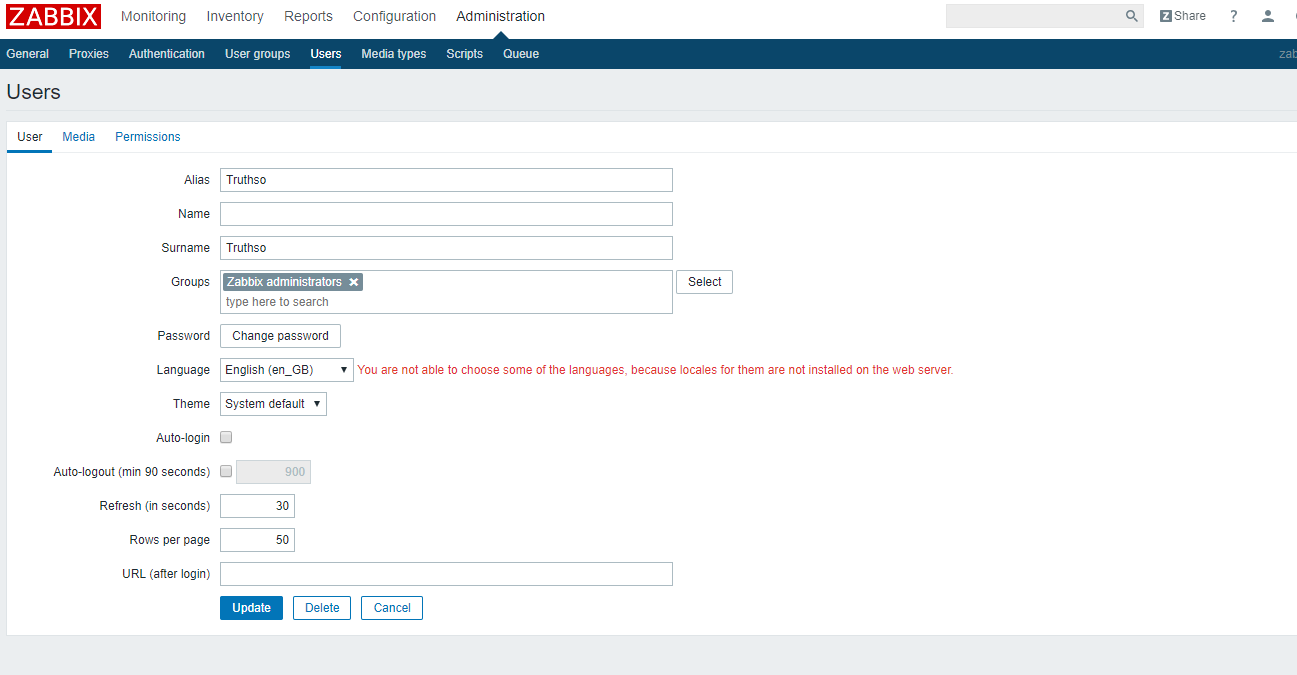 ZABBIX Monitoring Inventory Reports Configuration Administration Z Share ?
General Proxies Authentication User groups Users Media types Scripts Queue zab
Users
User Media Permissions
Alias Truthso
Name
Surname Truthso
Groups Zabbix administrators Select
type here to search
Password Change password
Language English (en_GB) You are not able to choose some of the languages, because locales for them are not installed on the web server.
Theme System default
Auto-login
Auto-logout (min 90 seconds) 900
Refresh (in seconds) 30
Rows per page 50
URL (after login)
Update Delete Cancel